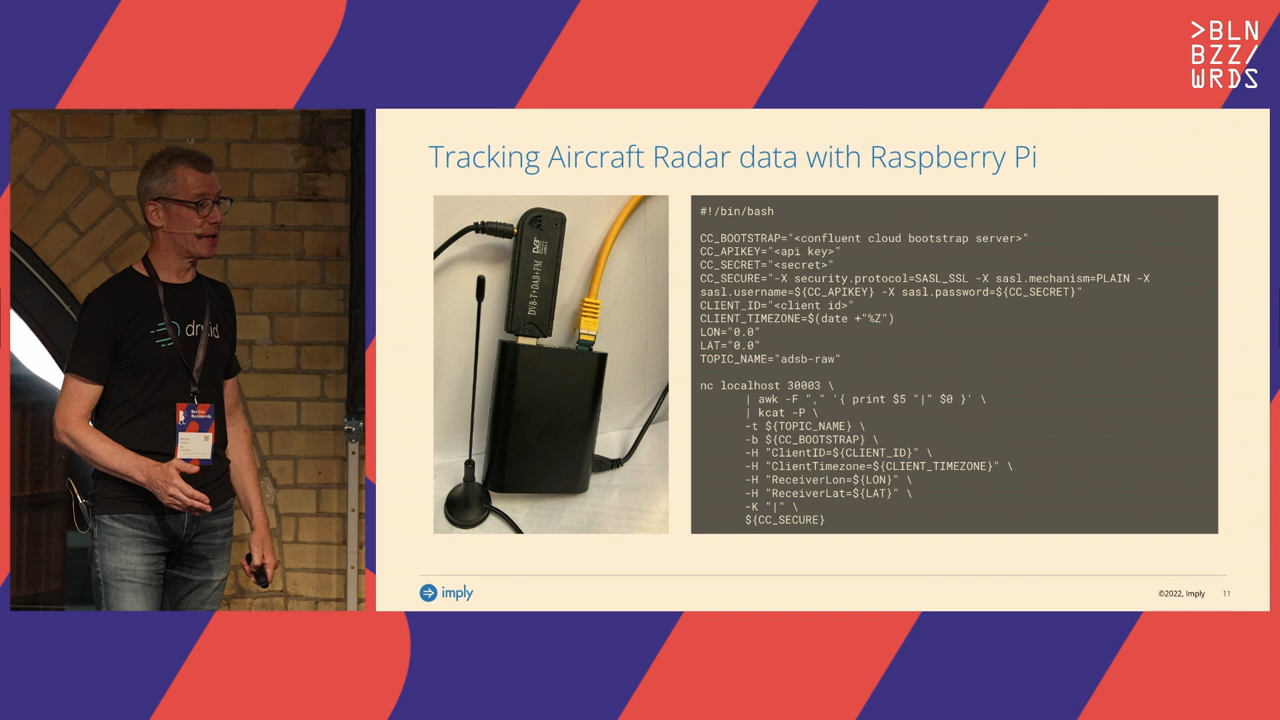 >BLN
BZZ/
WRDS
Tracking Aircraft Radar data with Raspberry Pi
DVB-T+DAB+FM
#!/bin/bash
CC_BOOTSTRAP="<confluent cloud bootstrap server>"
CC_APIKEY="<api key>"
CC_SECRET="<secret>"
CC_SECURE="-X security.protocol=SASL_SSL -X sasl.mechanism=PLAIN -X
sasl.username=${CC_APIKEY} -X sasl.password=${CC_SECRET}"
CLIENT_ID="<client id>"
CLIENT_TIMEZONE=$(date +"%Z")
LON="0.0"
LAT="0.0"
TOPIC_NAME="adsb-raw"
nc localhost 30003 \
| awk -F "," '{ print $5 "|" $0 }' \
| kcat -P \
-t ${TOPIC_NAME} \
-b ${CC_BOOTSTRAP} \
-H "ClientID=${CLIENT_ID}" \
-H "ClientTimezone=${CLIENT_TIMEZONE}" \
-H "ReceiverLon=${LON}" \
-H "ReceiverLat=${LAT}" \
-K "|" \
${CC_SECURE}
druid
Berlin
Buzzwords
imply
©2022, Imply
11